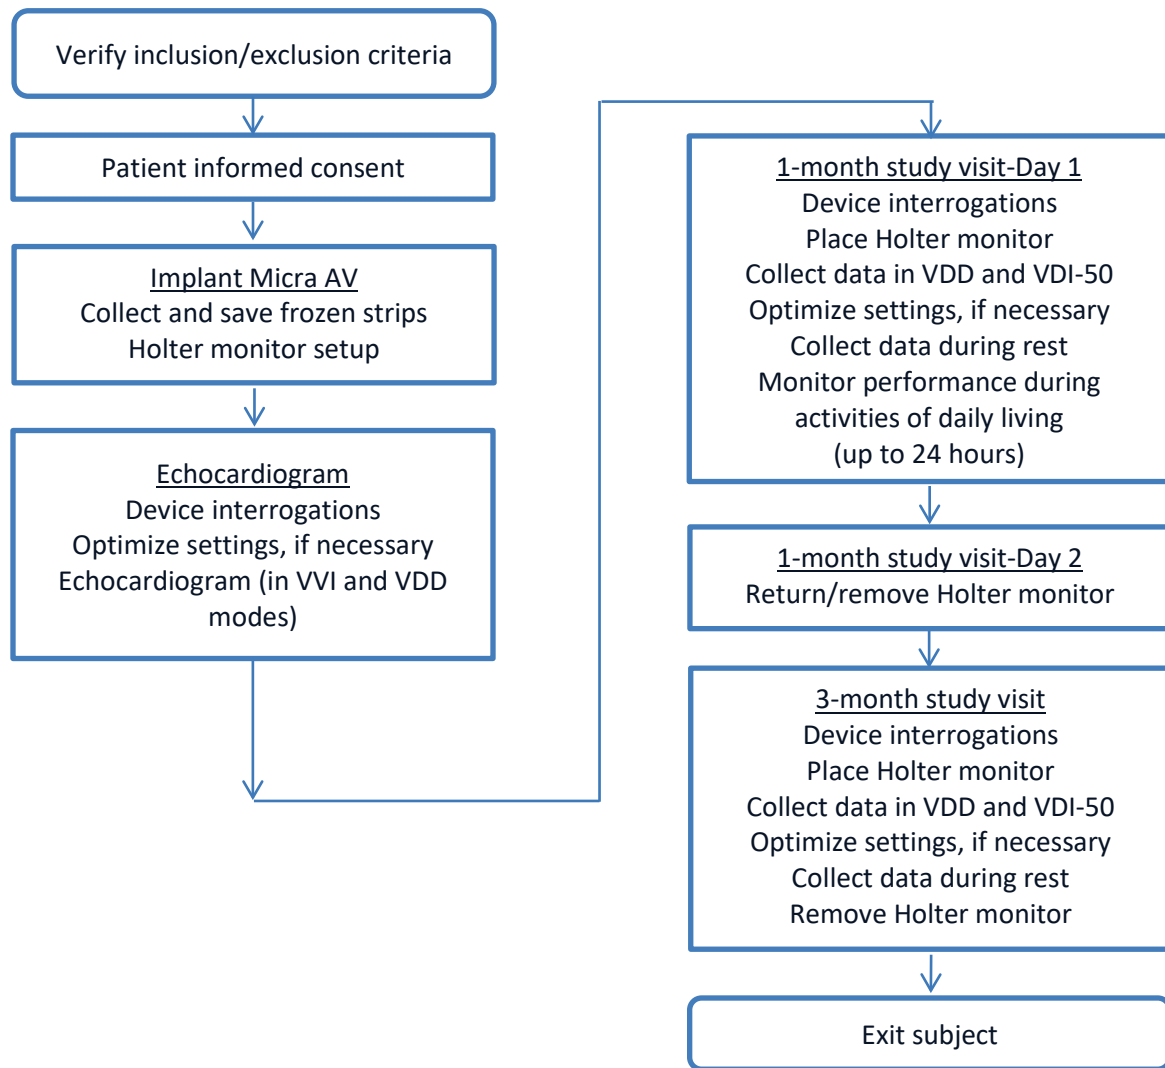 Verify inclusion/exclusion criteria
Patient informed consent
Implant Micra AV
Collect and save frozen strips
Holter monitor setup
Echocardiogram
Device interrogations
Optimize settings, if necessary
Echocardiogram (in VVI and VDD
modes)
1-month study visit-Day 1
Device interrogations
Place Holter monitor
Collect data in VDD and VDI-50
Optimize settings, if necessary
Collect data during rest
Monitor performance during
activities of daily living
(up to 24 hours)
1-month study visit-Day 2
Return/remove Holter monitor
3-month study visit
Device interrogations
Place Holter monitor
Collect data in VDD and VDI-50
Optimize settings, if necessary
Collect data during rest
Remove Holter monitor
Exit subject